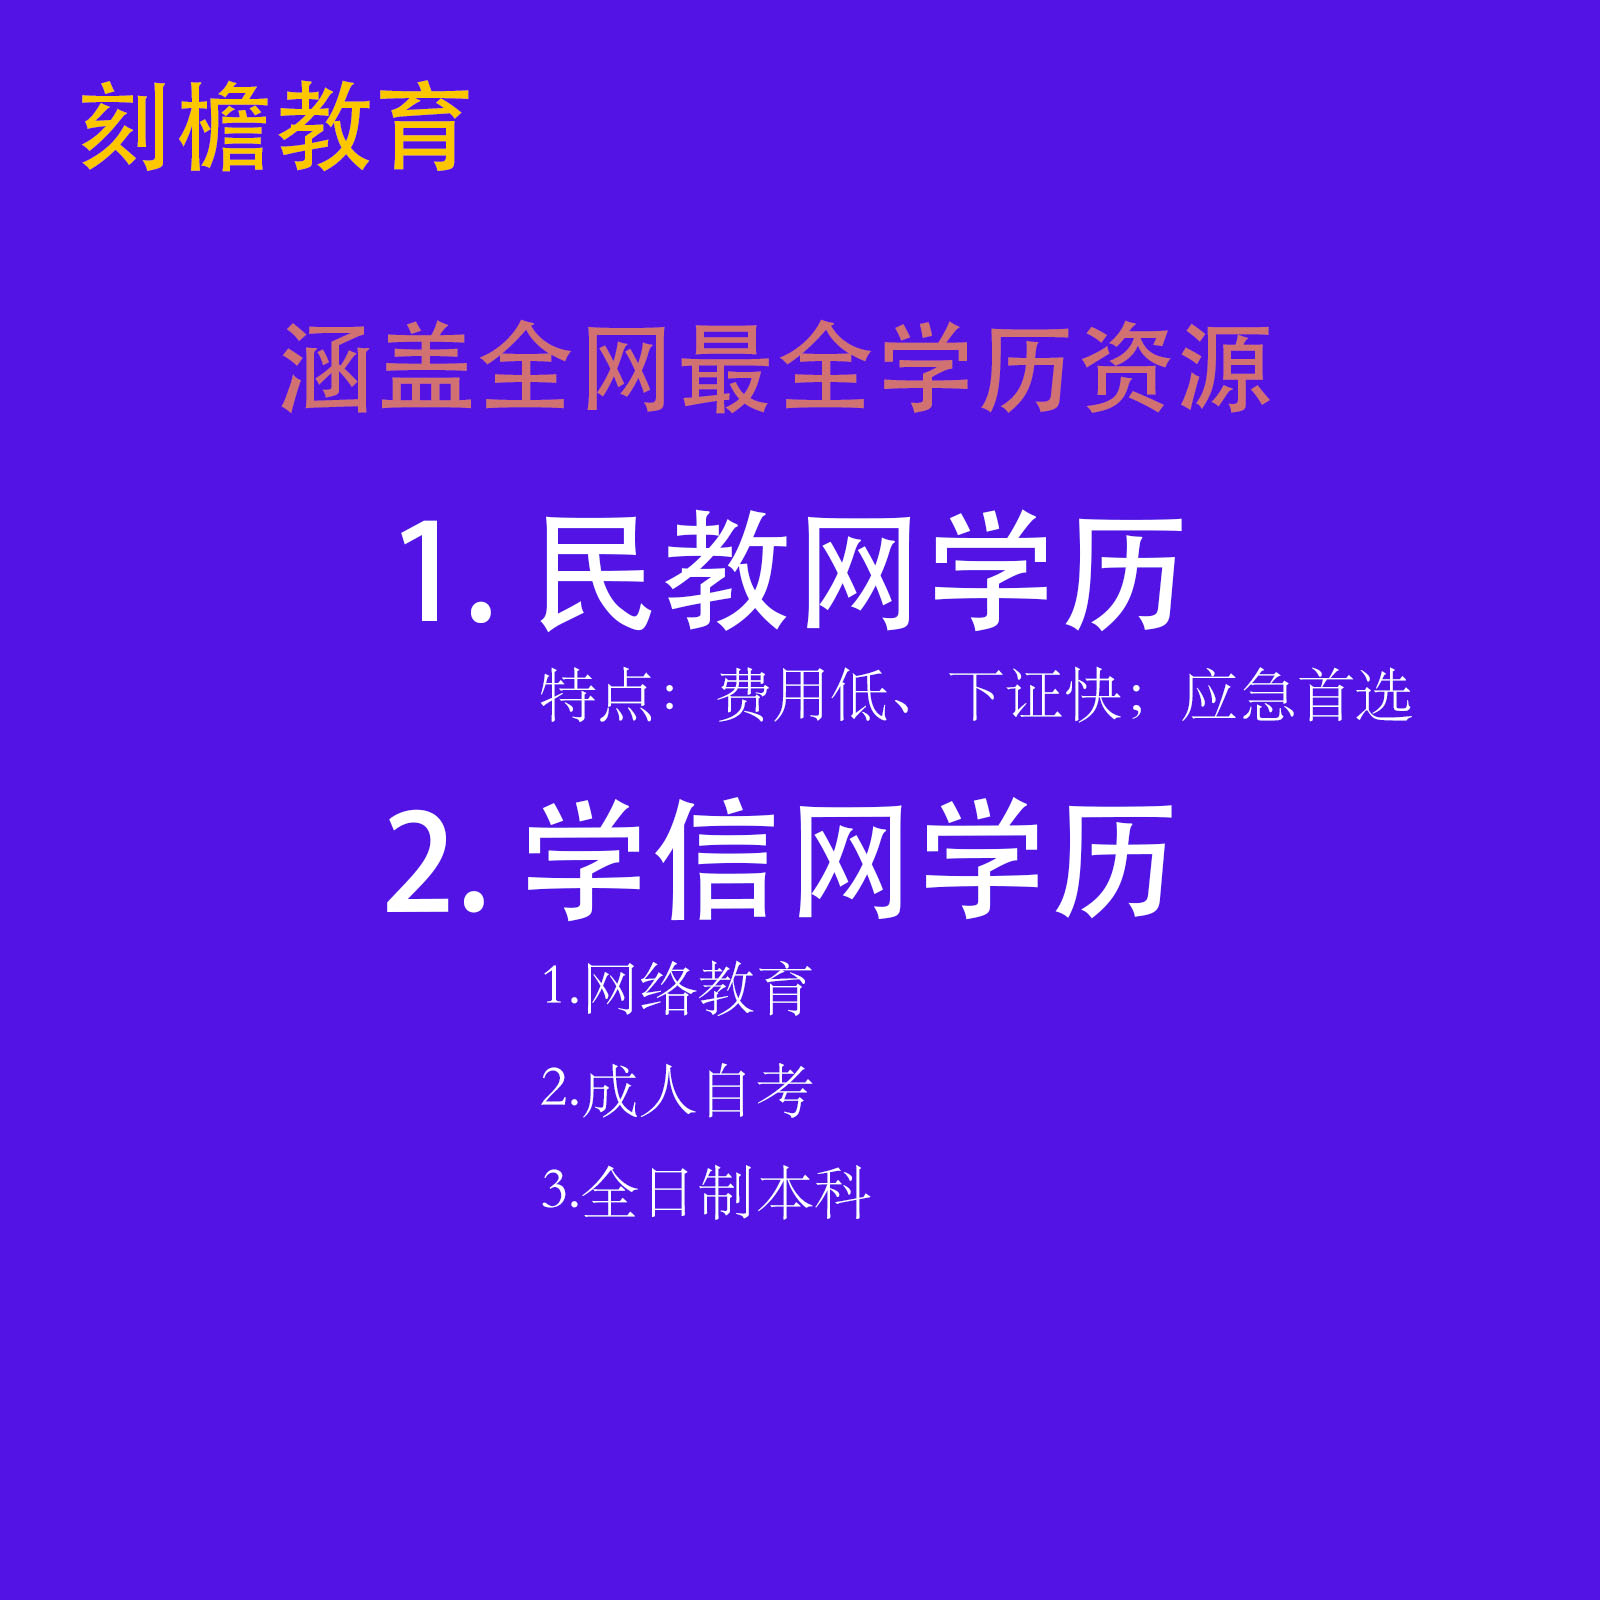 刻檐教育
涵盖全网最全学历资源
1. 民教网学历
特点：费用低、下证快；应急首选
2. 学信网学历
1.网络教育
2.成人自考
3.全日制本科